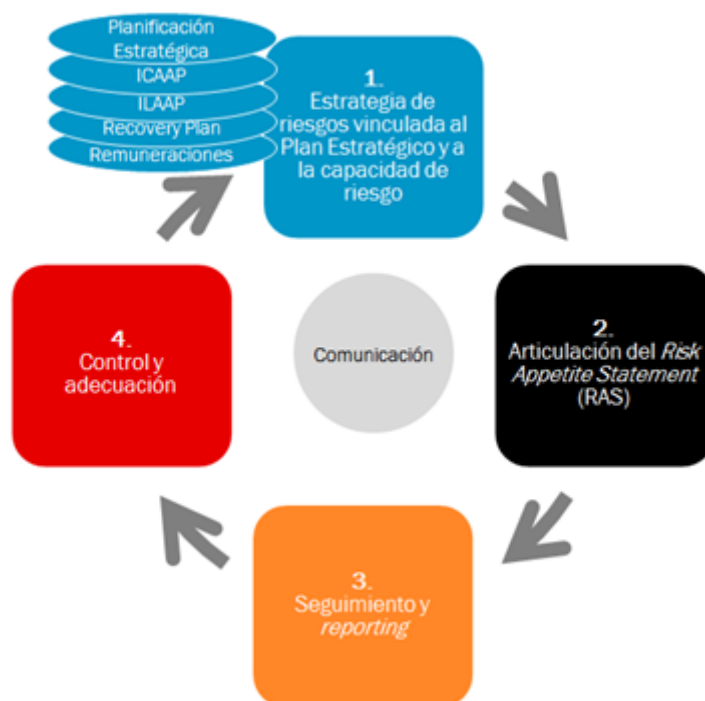 Planificación
Estratégica
ICAAP
ILAAP
Recovery Plan
Remuneraciones
1.
Estrategia de
riesgos vinculada al
Plan Estratégico y a
la capacidad de
riesgo
2.
Articulación del Risk
Appetite Statement
(RAS)
Comunicación
4.
Control y
adecuación
3.
Seguimiento y
reporting